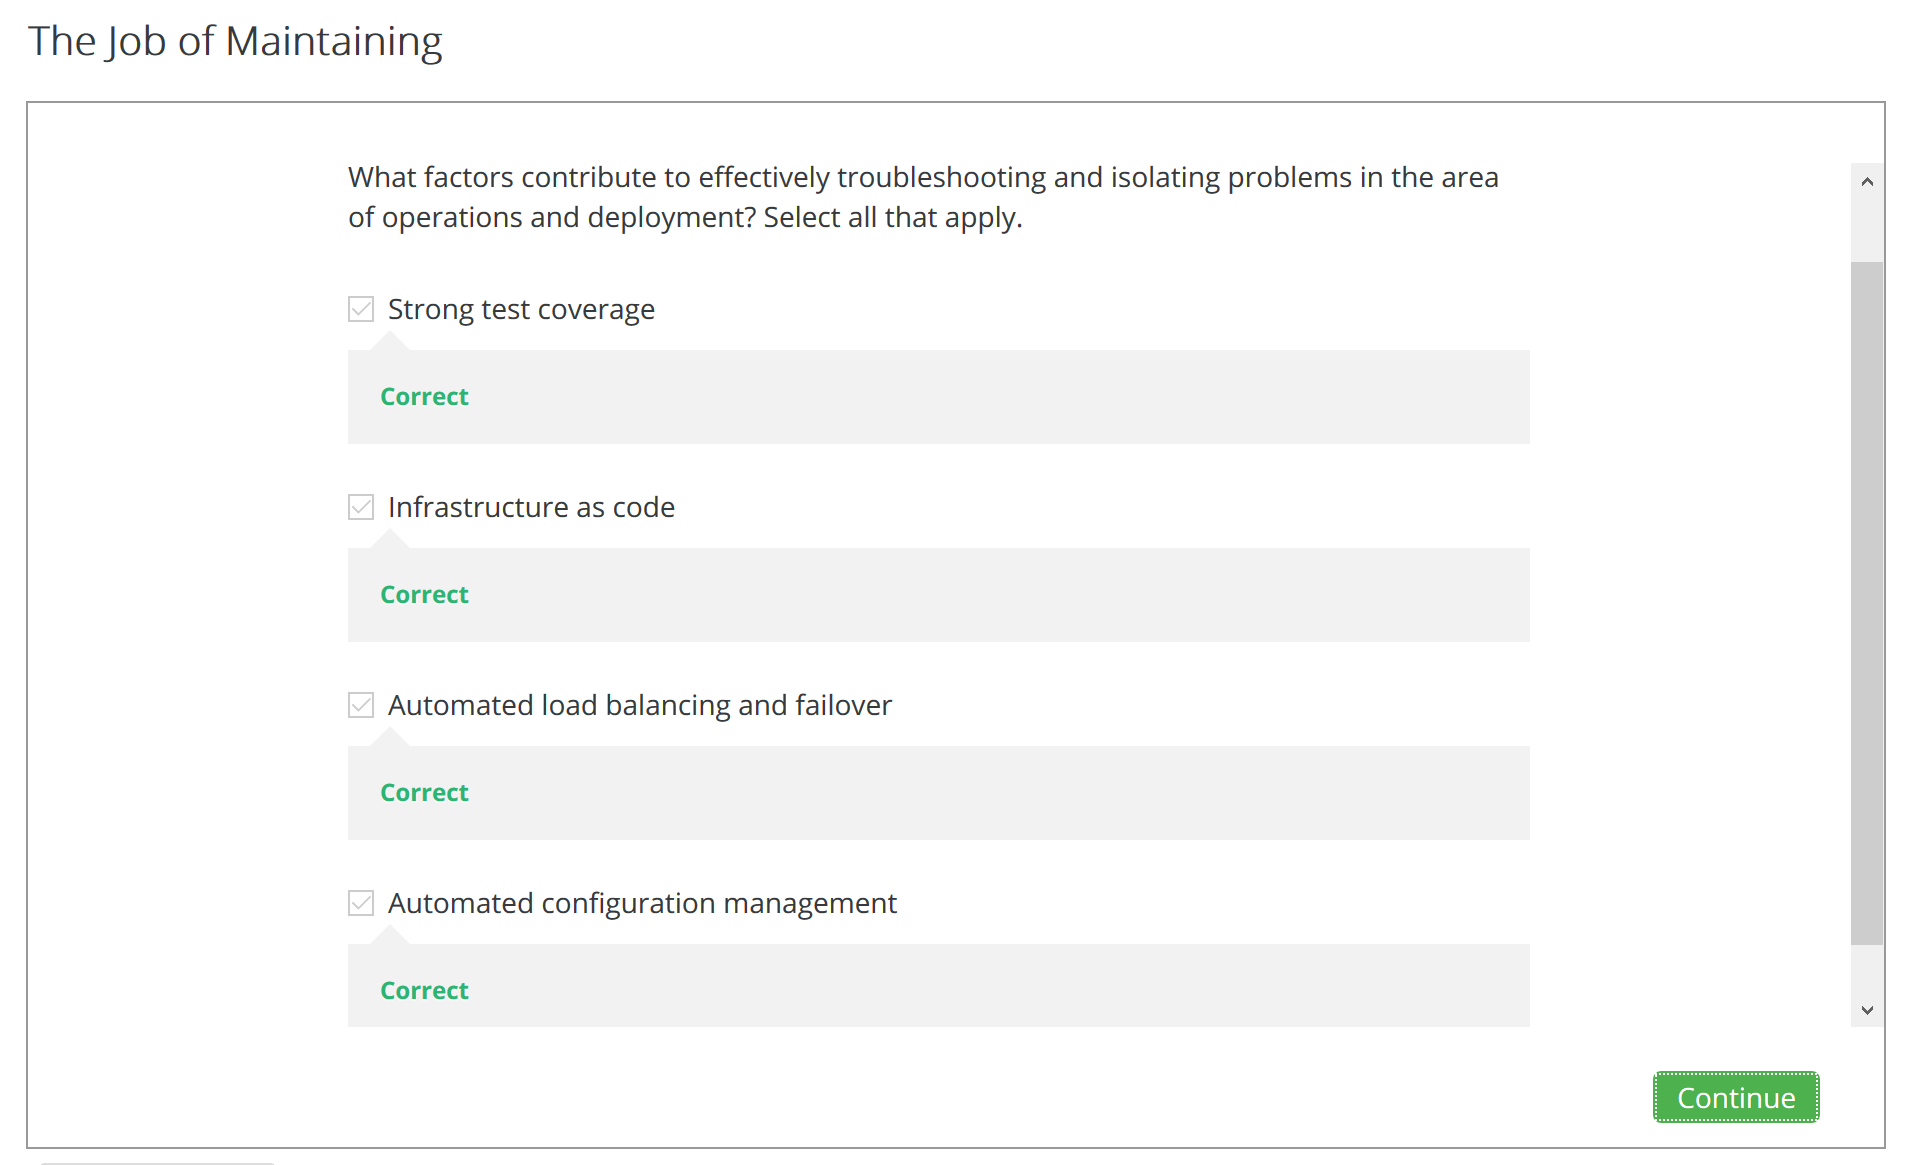 The Job of Maintaining
What factors contribute to effectively troubleshooting and isolating problems in the area
of operations and deployment? Select all that apply.
Strong test coverage
Correct
Infrastructure as code
Correct
Automated load balancing and failover
Correct
Automated configuration management
Correct
Continue